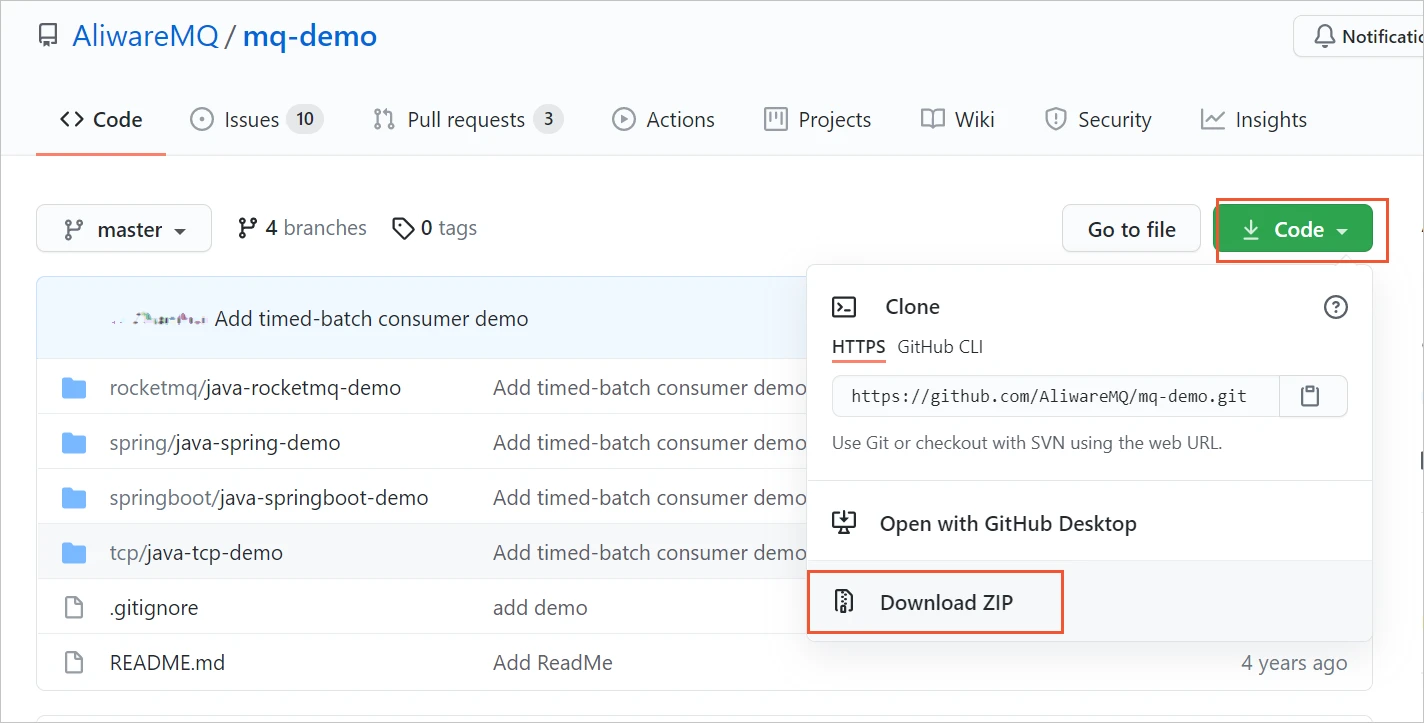 AliwareMQ / mq-demo
Code Issues 10 Pull requests 3 Actions Projects Wiki Security Insights
master 4 branches 0 tags Go to file Code
Add timed-batch consumer demo
rocketmq/java-rocketmq-demo Add timed-batch consumer demo
spring/java-spring-demo Add timed-batch consumer demo
springboot/java-springboot-demo Add timed-batch consumer demo
tcp/java-tcp-demo Add timed-batch consumer demo
.gitignore add demo
README.md Add ReadMe 4 years ago
Clone
HTTPS GitHub CLI
https://github.com/AliwareMQ/mq-demo.git
Use Git or checkout with SVN using the web URL.
Open with GitHub Desktop
Download ZIP